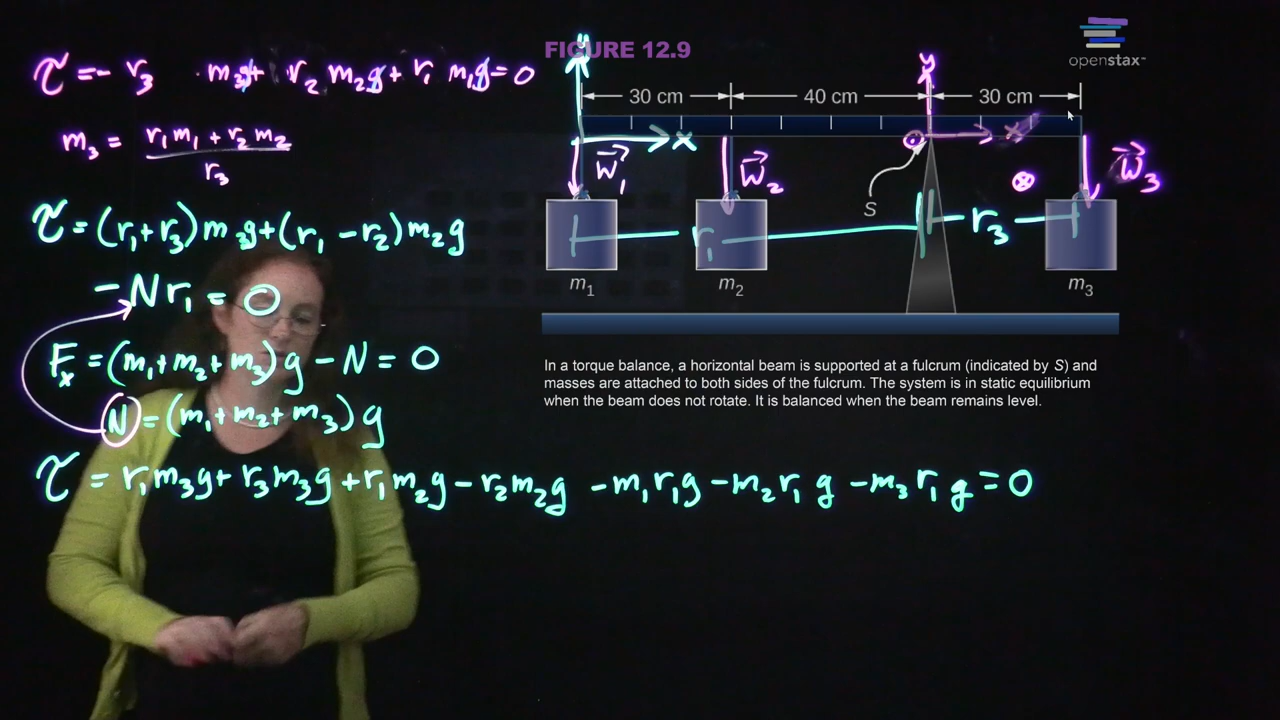 τ = - r₃ · m₃g + r₂ m₂g + r₁ m₁g = 0
m₃ = (r₁m₁ + r₂m₂) / r₃
τ = (r₁+r₃)m₃g + (r₁ - r₂)m₂g
- N r₁ = 0
Fₓ = (m₁ + m₂ + m₃) g - N = 0
N = (m₁ + m₂ + m₃) g
τ = r₁m₃g + r₃m₃g + r₁m₂g - r₂m₂g - m₁r₁g - m₂r₁g - m₃r₁g = 0
FIGURE 12.9
openstax™
y y
30 cm 40 cm 30 cm
x x
W⃗₁ W⃗₂ W⃗₃
S
r₁ r₃
m₁ m₂ m₃
In a torque balance, a horizontal beam is supported at a fulcrum (indicated by S) and
masses are attached to both sides of the fulcrum. The system is in static equilibrium
when the beam does not rotate. It is balanced when the beam remains level.